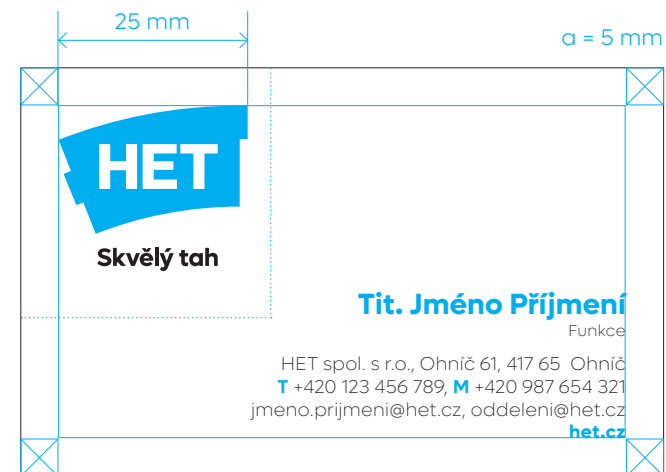 25 mm
a = 5 mm
HET
Skvělý tah
Tit. Jméno Příjmení
Funkce
HET spol. s r.o., Ohníč 61, 417 65 Ohníč
T +420 123 456 789, M +420 987 654 321
jmeno.prijmeni@het.cz, oddeleni@het.cz
het.cz